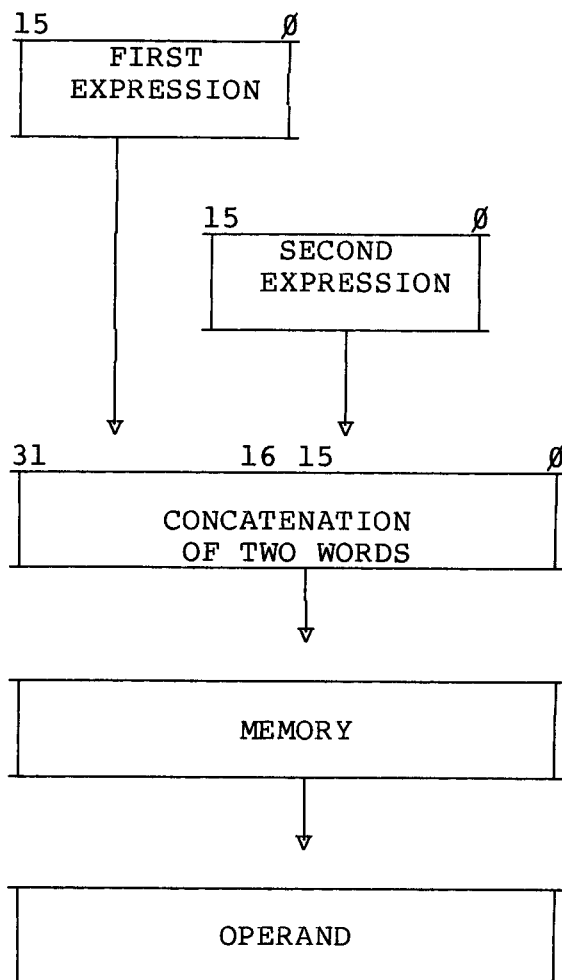 15 Ø
FIRST
EXPRESSION
15 Ø
SECOND
EXPRESSION
31 16 15 Ø
CONCATENATION
OF TWO WORDS
MEMORY
OPERAND